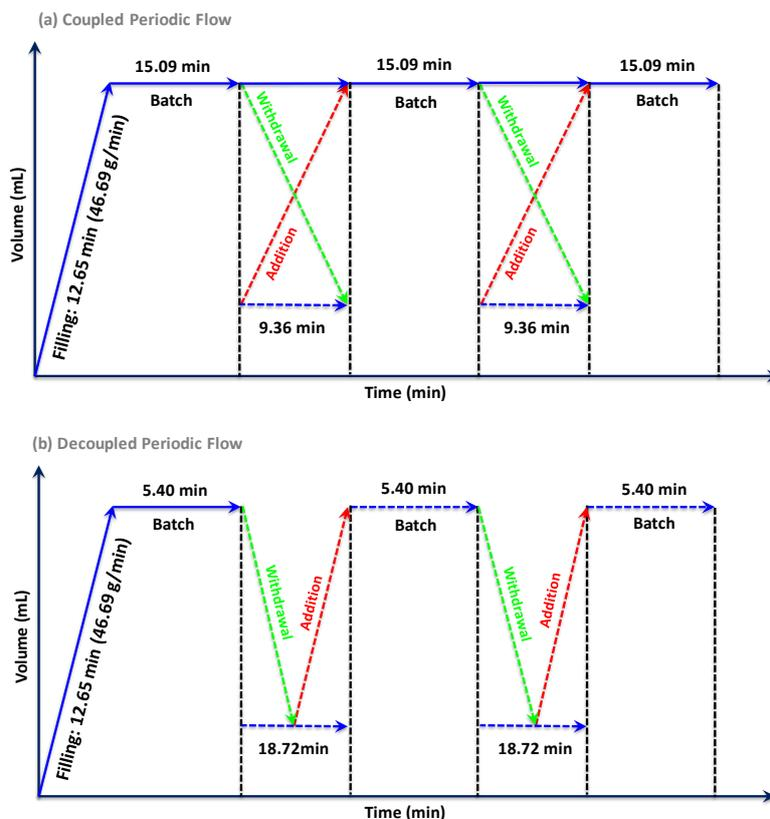 (a) Coupled Periodic Flow
15.09 min
15.09 min
15.09 min
Batch
Batch
Batch
Withdrawal
Withdrawal
Addition
Addition
Filling: 12.65 min (46.69 g/min)
9.36 min
9.36 min
Volume (mL)
Time (min)
(b) Decoupled Periodic Flow
5.40 min
5.40 min
5.40 min
Batch
Batch
Batch
Withdrawal
Addition
Withdrawal
Addition
Filling: 12.65 min (46.69 g/min)
18.72min
18.72 min
Volume (mL)
Time (min)